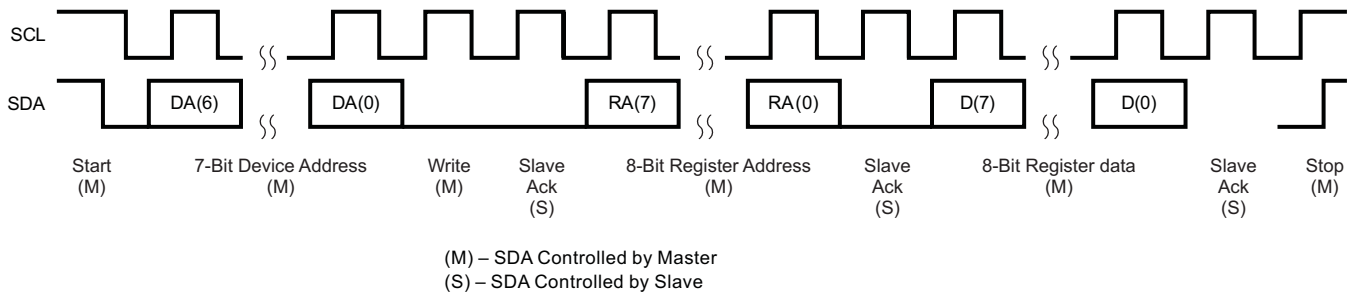 SCL
SDA
DA(6)
DA(0)
RA(7)
RA(0)
D(7)
D(0)
Start
(M)
7-Bit Device Address
(M)
Write
(M)
Slave
Ack
(S)
8-Bit Register Address
(M)
Slave
Ack
(S)
8-Bit Register data
(M)
Slave
Ack
(S)
Stop
(M)
(M) – SDA Controlled by Master
(S) – SDA Controlled by Slave